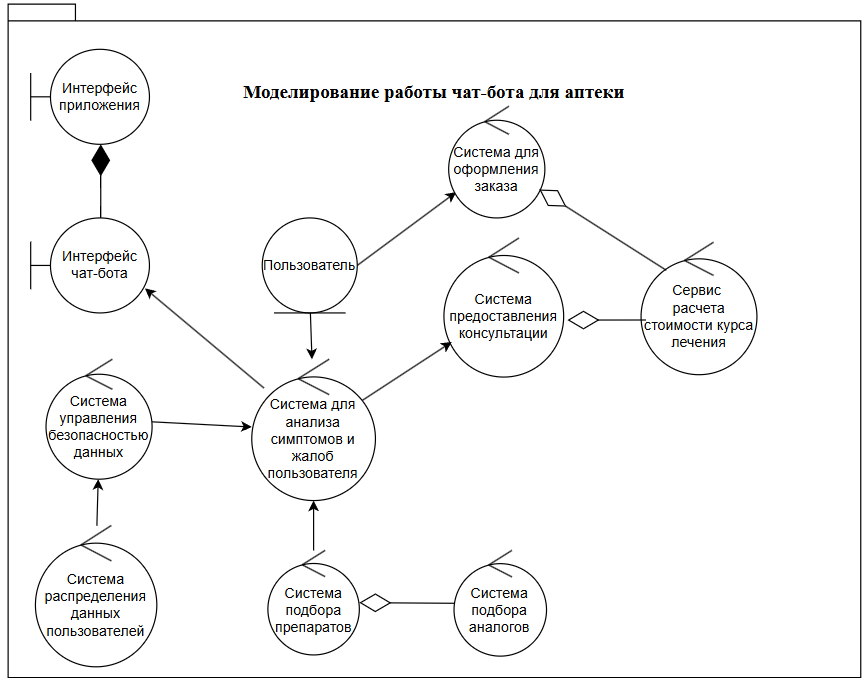 Интерфейс
приложения
Моделирование работы чат-бота для аптеки
Система для
оформления
заказа
Интерфейс
чат-бота
Пользователь
Система
предоставления
консультации
Сервис
расчета
стоимости курса
лечения
Система
управления
безопасностью
данных
Система для
анализа
симптомов и
жалоб
пользователя
Система
распределения
данных
пользователей
Система
подбора
препаратов
Система
подбора
аналогов